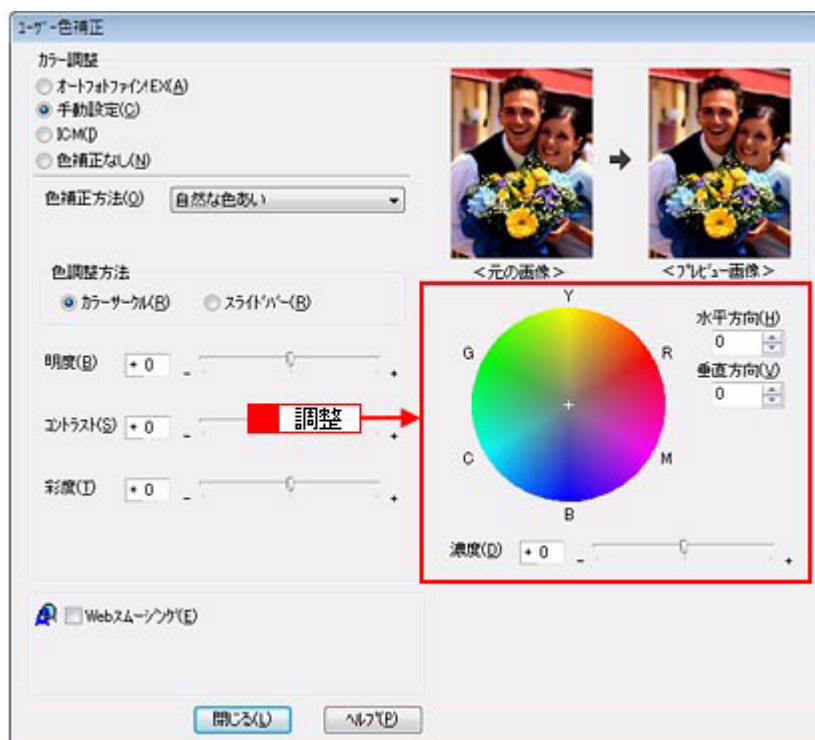 ユーザー色補正
カラー調整
オートフォトファイン!EX(A)
手動設定(C)
ICM(I)
色補正なし(N)
色補正方法(O) 自然な色あい
<元の画像>
<プレビュー画像>
色調整方法
カラーサークル(R) スライドバー(R)
明度(B) + 0 - +
コントラスト(S) + 0 - +
彩度(T) + 0 - +
調整
Y
G
R
C
M
B
水平方向(H)
0
垂直方向(V)
0
濃度(D) + 0 - +
Webスムージング(E)
閉じる(L) ヘルプ(P)